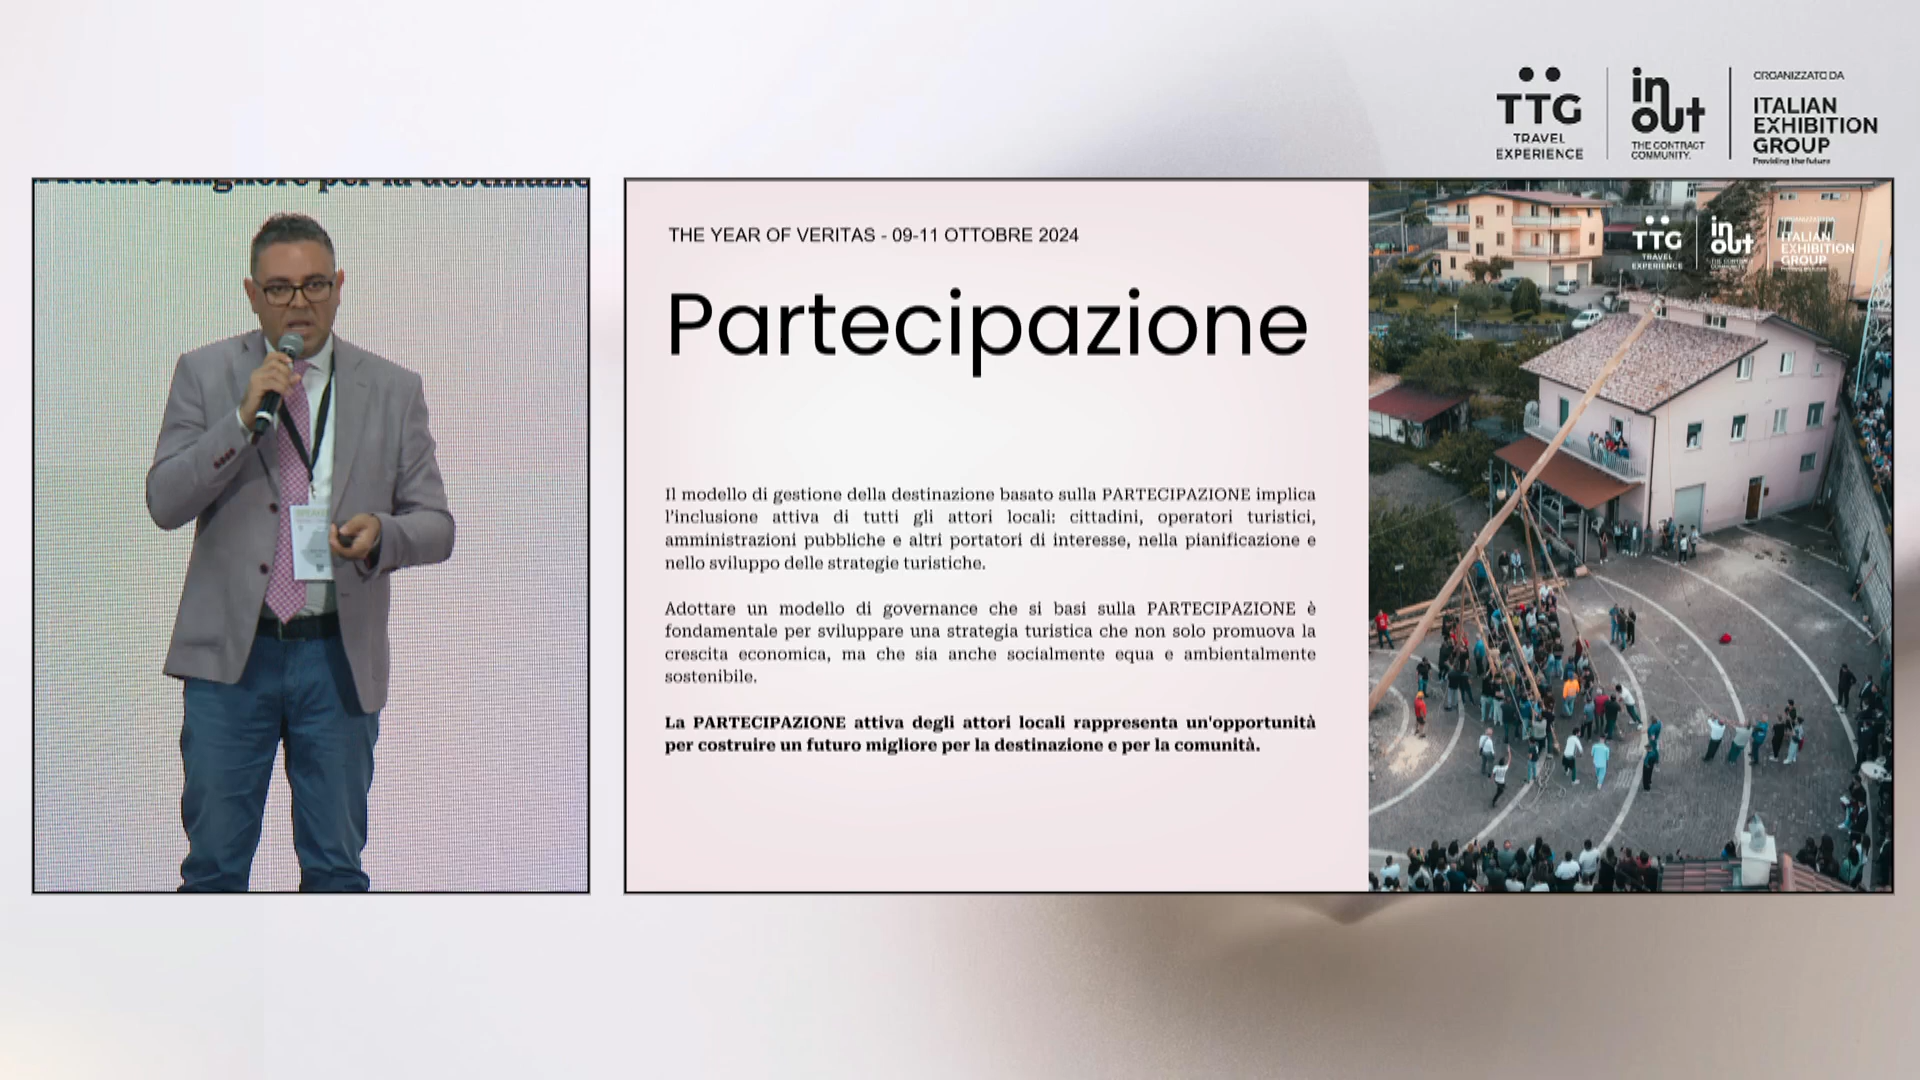 TTG
TRAVEL
EXPERIENCE
in
out
THE CONTRACT
COMMUNITY.
ORGANIZZATO DA
ITALIAN
EXHIBITION
GROUP
Providing the future
futuro migliore per la destinazio
THE YEAR OF VERITAS - 09-11 OTTOBRE 2024
Partecipazione
Il modello di gestione della destinazione basato sulla PARTECIPAZIONE implica
l'inclusione attiva di tutti gli attori locali: cittadini, operatori turistici,
amministrazioni pubbliche e altri portatori di interesse, nella pianificazione e
nello sviluppo delle strategie turistiche.
Adottare un modello di governance che si basi sulla PARTECIPAZIONE è
fondamentale per sviluppare una strategia turistica che non solo promuova la
crescita economica, ma che sia anche socialmente equa e ambientalmente
sostenibile.
La PARTECIPAZIONE attiva degli attori locali rappresenta un'opportunità
per costruire un futuro migliore per la destinazione e per la comunità.
TTG
TRAVEL
EXPERIENCE
in
out
ITALIAN
EXHIBITION
GROUP